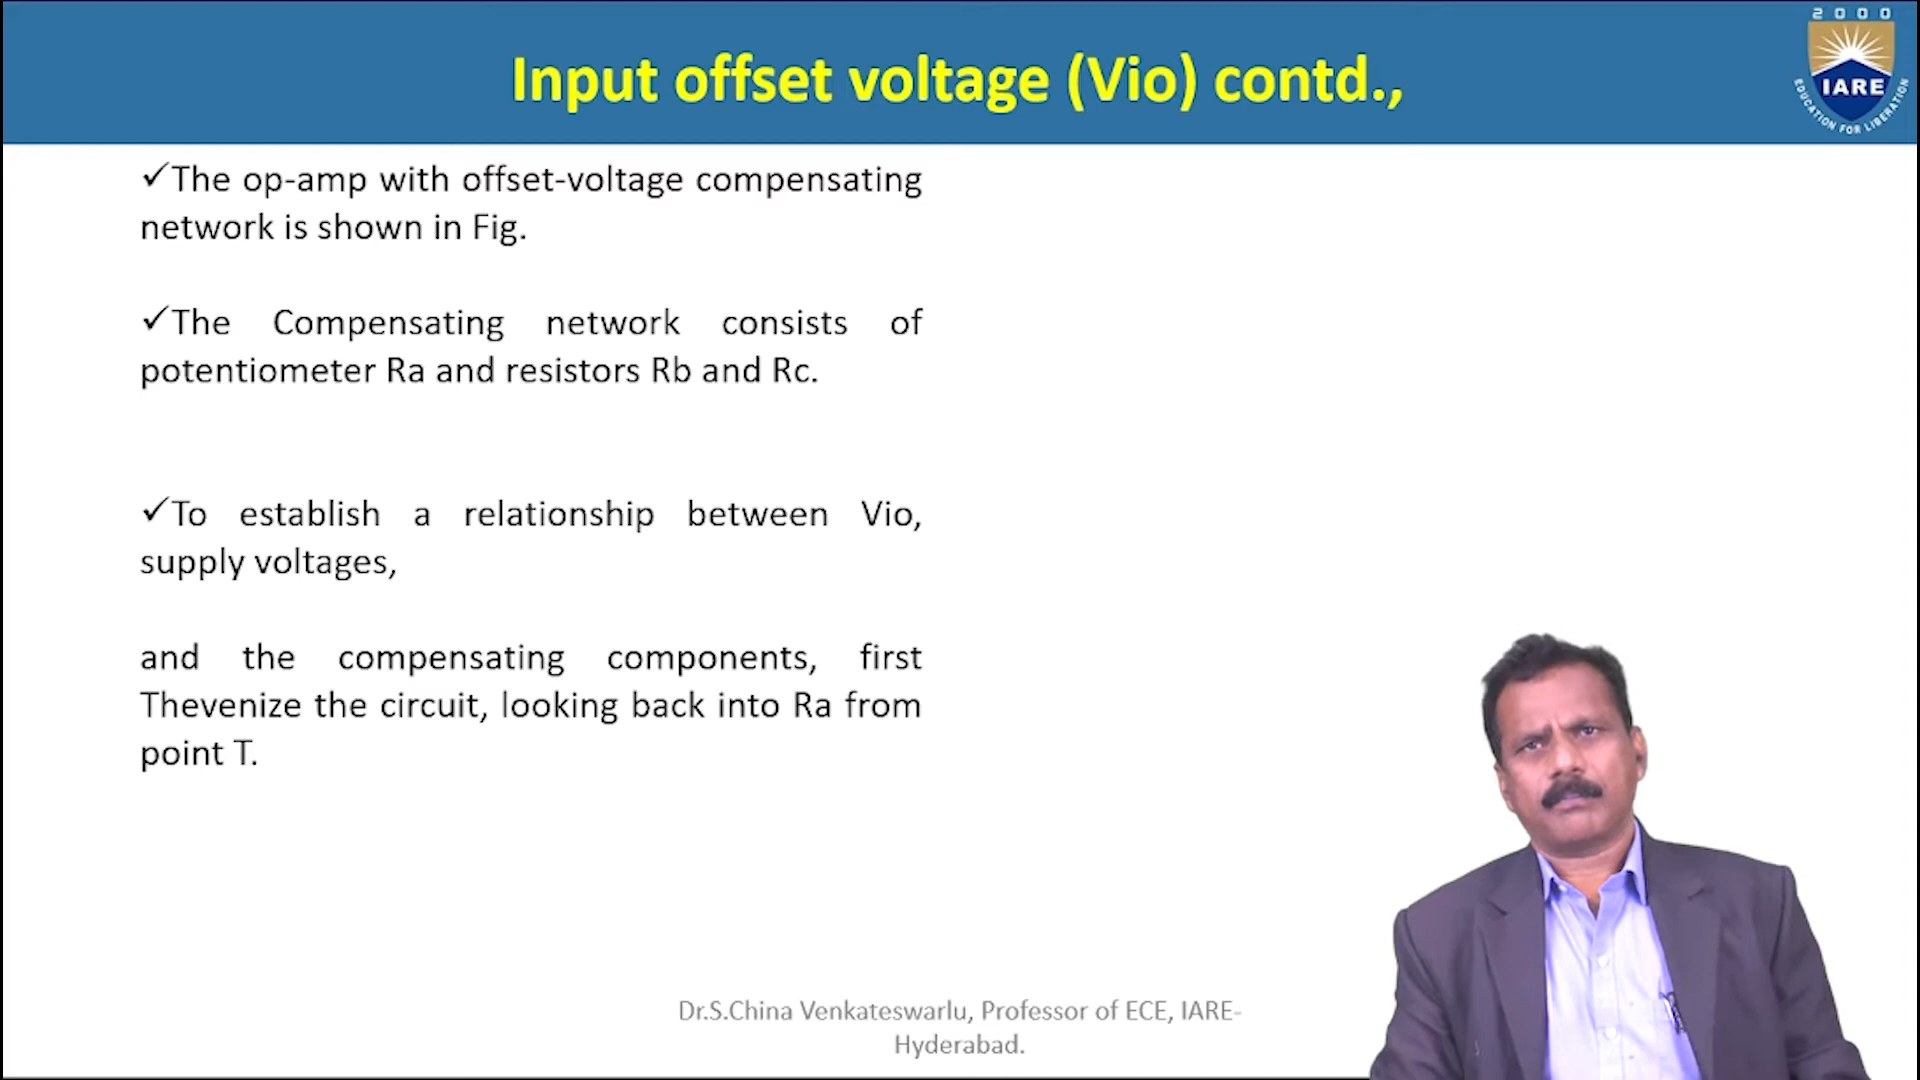 2000
IARE
EDUCATION FOR LIBERATION
Input offset voltage (Vio) contd.,
✓The op-amp with offset-voltage compensating
network is shown in Fig.
✓The Compensating network consists of
potentiometer Ra and resistors Rb and Rc.
✓To establish a relationship between Vio,
supply voltages,
and the compensating components, first
Thevenize the circuit, looking back into Ra from
point T.
Dr.S.China Venkateswarlu, Professor of ECE, IARE-
Hyderabad.